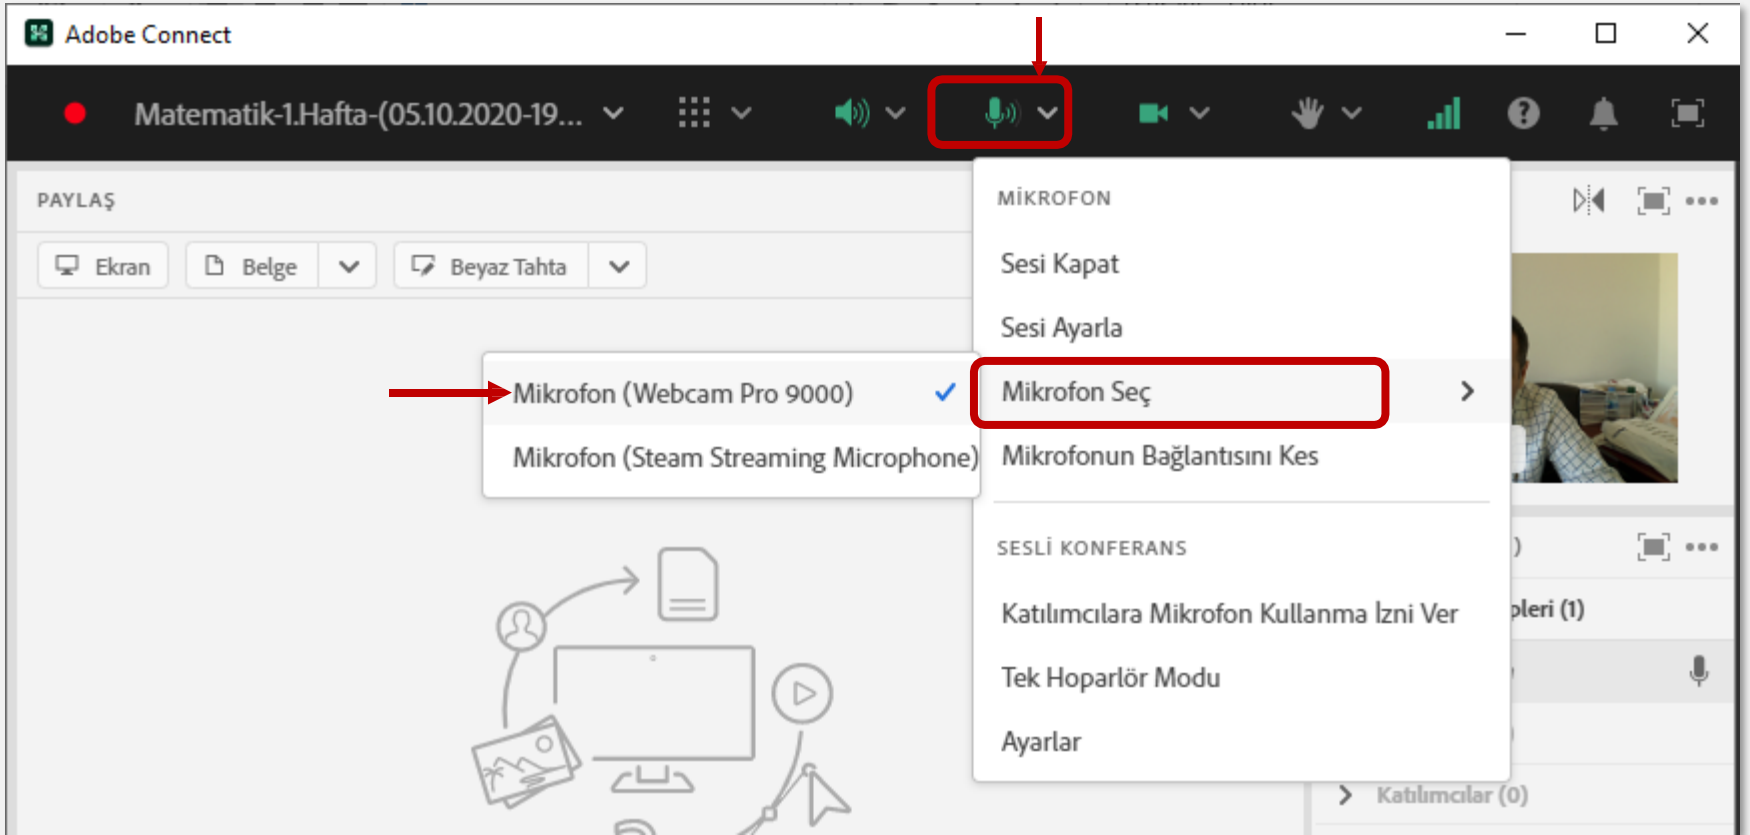 Adobe Connect
Matematik-1.Hafta-(05.10.2020-19...
PAYLAŞ
Ekran
Belge
Beyaz Tahta
MİKROFON
Sesi Kapat
Sesi Ayarla
Mikrofon Seç
Mikrofonun Bağlantısını Kes
Mikrofon (Webcam Pro 9000)
Mikrofon (Steam Streaming Microphone)
SESLİ KONFERANS
Katılımcılara Mikrofon Kullanma İzni Ver
Tek Hoparlör Modu
Ayarlar
(1)
Katılımcılar (0)